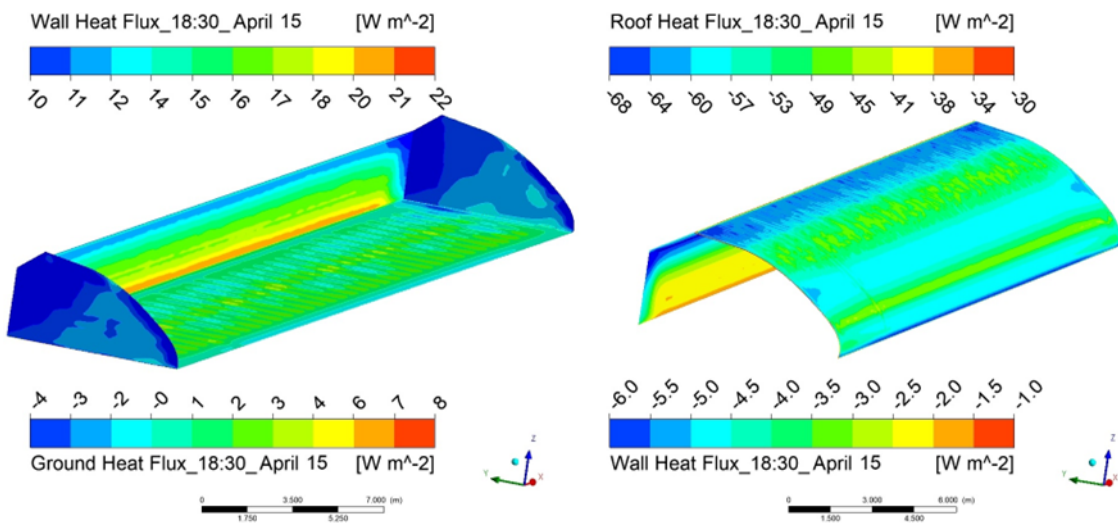 Wall Heat Flux_18:30_April 15 [W m^-2]
10 11 12 14 15 16 17 19 20 21 22
-4 -3 -2 -0 1 2 3 4 6 7 8
Ground Heat Flux_18:30_April 15 [W m^-2]
Z
Y
X
0 3.500 7.000 (m)
1.750 5.250
Roof Heat Flux_18:30_April 15 [W m^-2]
-68 -64 -60 -57 -53 -49 -45 -41 -38 -34 -30
-6.0 -5.5 -5.0 -4.5 -4.0 -3.5 -3.0 -2.5 -2.0 -1.5 -1.0
Wall Heat Flux_18:30_April 15 [W m^-2]
Z
Y
X
0 3.000 6.000 (m)
1.500 4.500